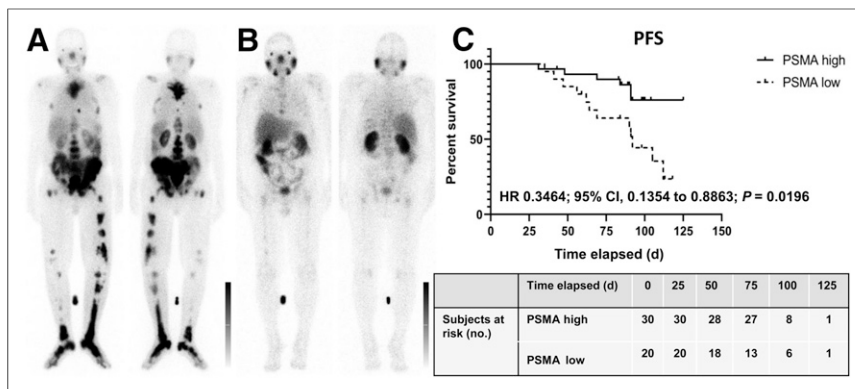 A
B
C
PFS
PSMA high
PSMA low
Percent survival
100
50
0
HR 0.3464; 95% CI, 0.1354 to 0.8863; P = 0.0196
0 25 50 75 100 125 150
Time elapsed (d)
Time elapsed (d) 0 25 50 75 100 125
Subjects at risk (no.)
PSMA high 30 30 28 27 8 1
PSMA low 20 20 18 13 6 1